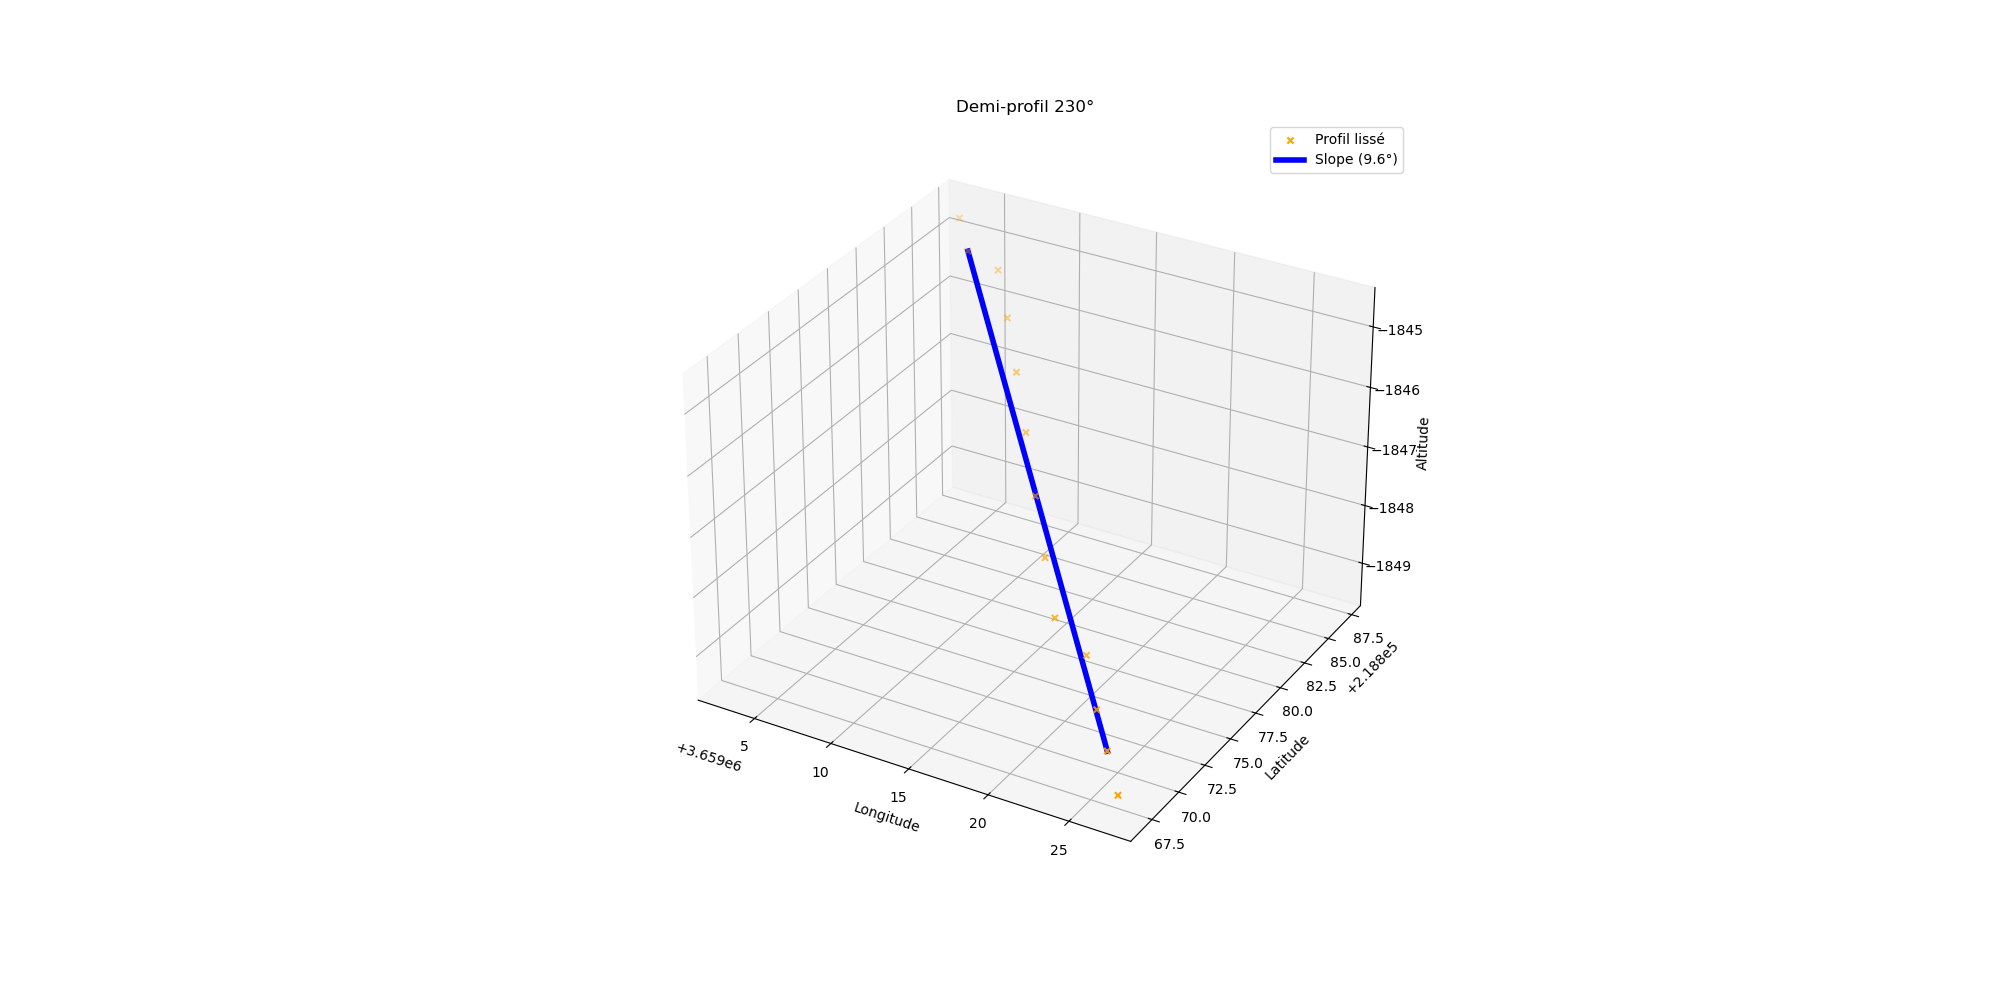 Demi-profil 230°
Profil lissé
Slope (9.6°)
−1845
−1846
−1847
−1848
−1849
Altitude
87.5
85.0
82.5
80.0
77.5
75.0
72.5
70.0
67.5
+2.188e5
Latitude
5
10
15
20
25
+3.659e6
Longitude